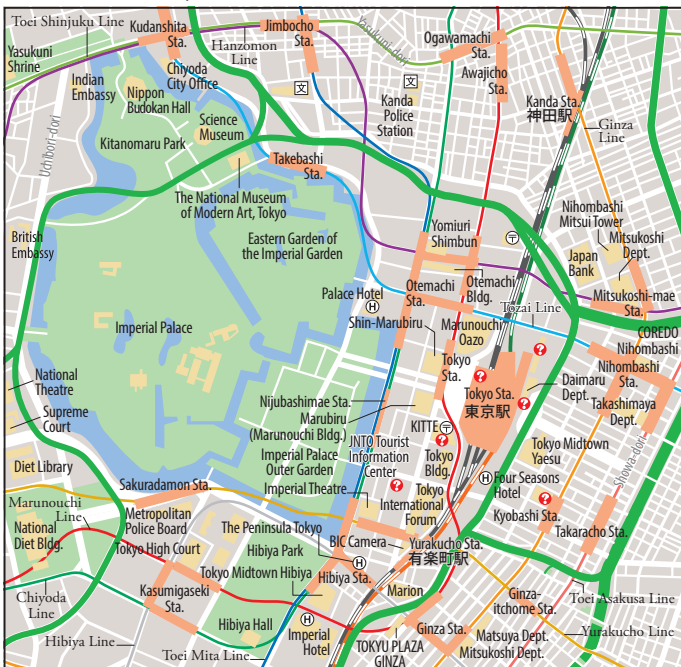 Toei Shinjuku Line
Kudanshita
Sta.
Jimbocho
Sta.
Yasukuni-dori
Ogawamachi
Sta.
Yasukuni
Shrine
Hanzomon
Line
Chiyoda
City Office
Indian
Embassy
Nippon
Budokan Hall
文
文
Awajicho
Sta.
Kanda
Police
Station
Kanda Sta.
神田駅
Ginza
Line
Science
Museum
Kitanomaru Park
Uchibori-dori
Takebashi
Sta.
The National Museum
of Modern Art, Tokyo
British
Embassy
Eastern Garden of
the Imperial Garden
Yomiuri
Shimbun
〒
Nihombashi
Mitsui Tower
Mitsukoshi
Dept.
Japan
Bank
Palace Hotel
H
Otemachi
Sta.
Otemachi
Bldg.
Mitsukoshi-mae
Sta.
Tozai Line
Imperial Palace
Shin-Marubiru
Marunouchi
Oazo
COREDO
Nihombashi
Tokyo
Sta.
?
?
Nihombashi
Sta.
National
Theatre
Supreme
Court
Nijubashimae Sta.
Marubiru
(Marunouchi Bldg.)
Tokyo Sta.
東京駅
?
Daimaru
Dept.
Takashimaya
Dept.
KITTE
〒
?
Imperial Palace
Outer Garden
JNTO Tourist
Information
Center
Tokyo
Bldg.
Tokyo Midtown
Yaesu
Showa-dori
Diet Library
Sakuradamon Sta.
Imperial Theatre
?
Tokyo
International
Forum
H
Four Seasons
Hotel
?
Kyobashi Sta.
Marunouchi
Line
National
Diet Bldg.
Metropolitan
Police Board
Tokyo High Court
The Peninsula Tokyo
BIC Camera
Yurakucho Sta.
有楽町駅
Takaracho Sta.
Hibiya Park
H
Tokyo Midtown Hibiya
Hibiya Sta.
Marion
Chiyoda
Line
Kasumigaseki
Sta.
Ginza-
itchome Sta.
Toei Asakusa Line
Hibiya Hall
H
Imperial
Hotel
Ginza Sta.
Matsuya Dept.
Mitsukoshi Dept.
Yurakucho Line
Hibiya Line
Toei Mita Line
TOKYU PLAZA
GINZA